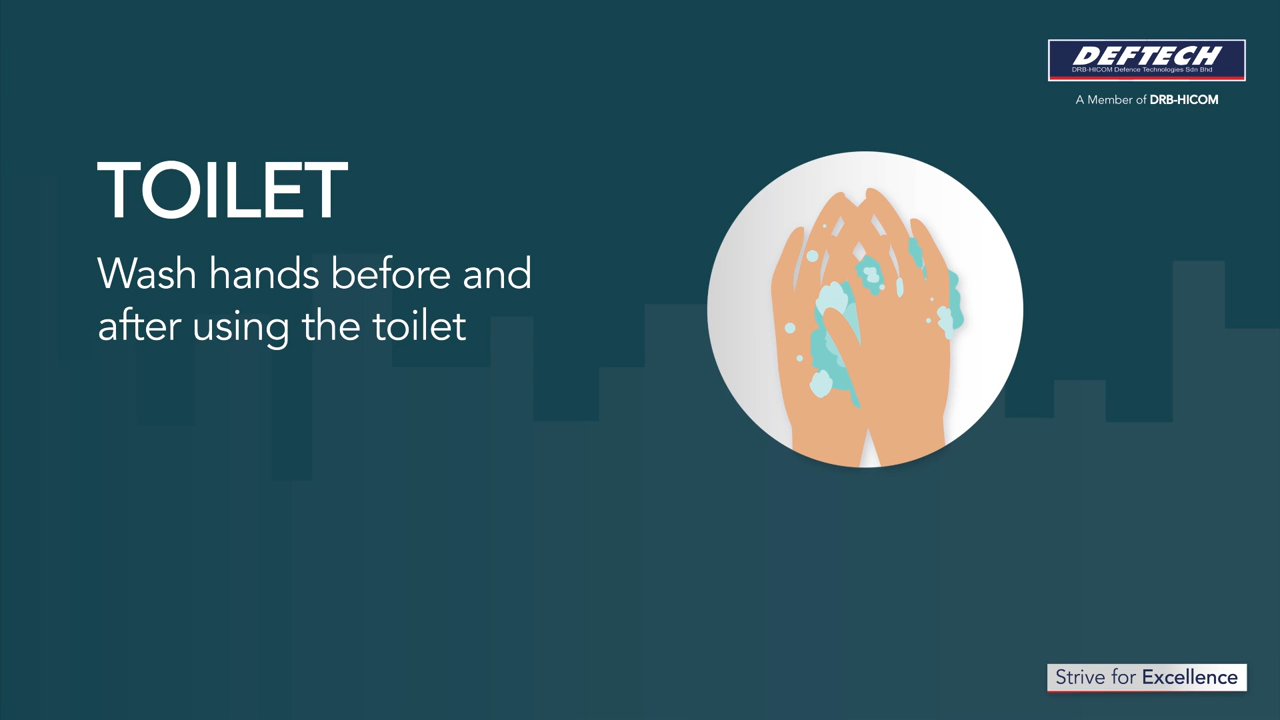 DEFTECH
DRB-HICOM Defence Technologies Sdn Bhd
A Member of DRB-HICOM
TOILET
Wash hands before and
after using the toilet
Strive for Excellence